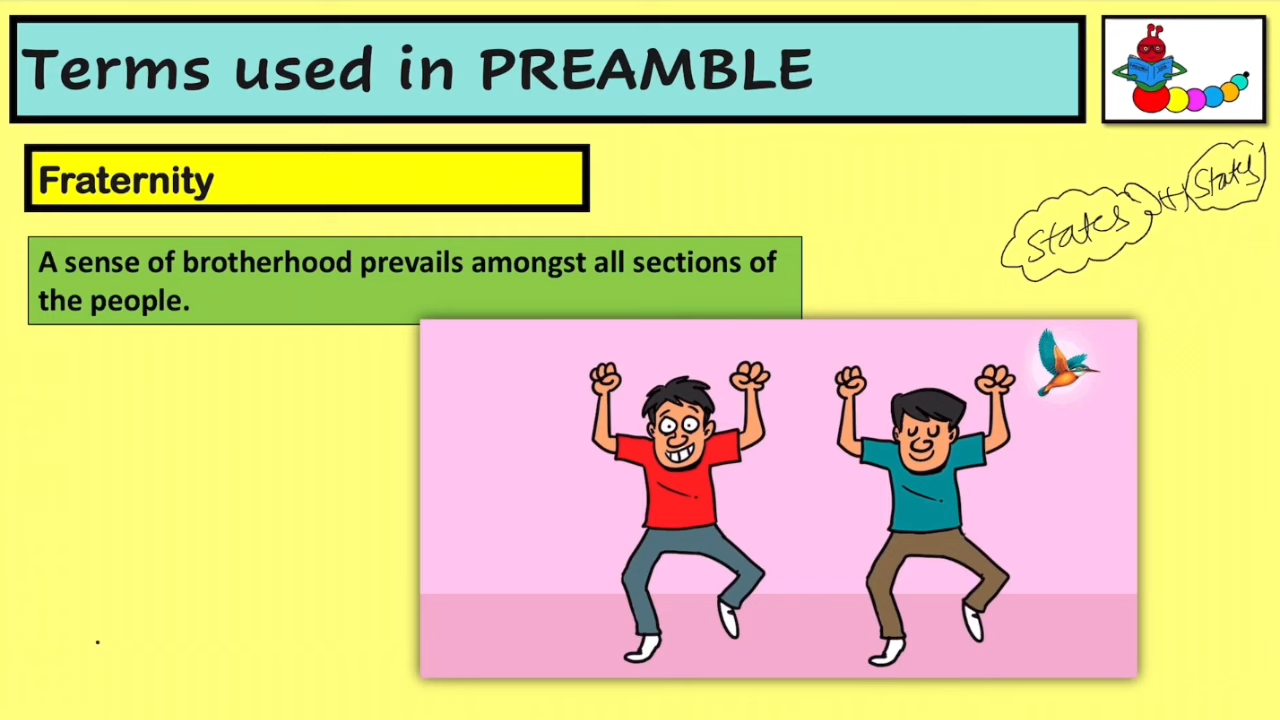 Terms used in PREAMBLE
Fraternity
States + States
A sense of brotherhood prevails amongst all sections of
the people.